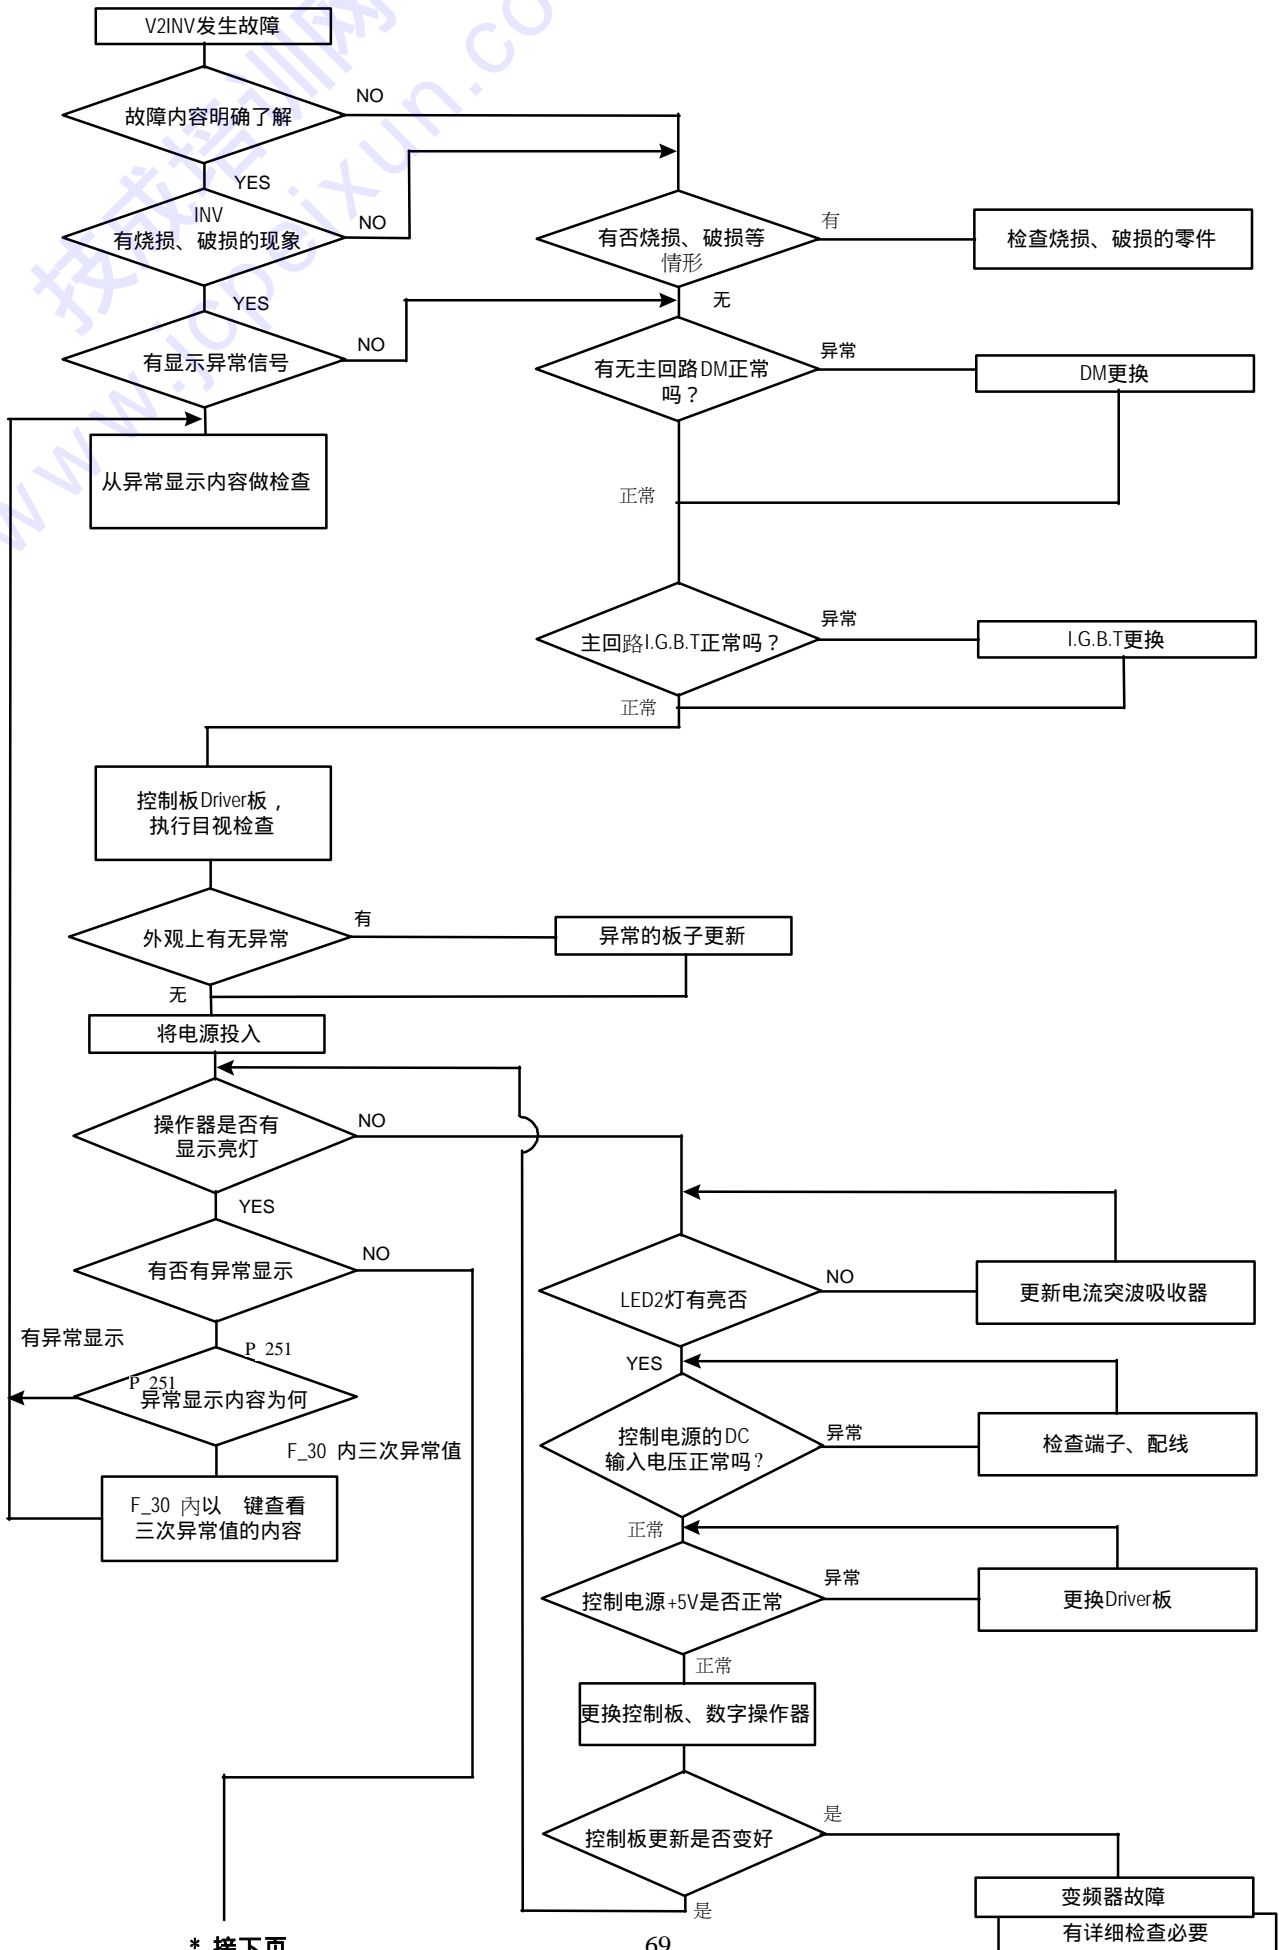 V2INV发生故障
故障内容明确了解
NO
YES
INV
有烧损、破损的现象
NO
YES
有显示异常信号
NO
从异常显示内容做检查
有否烧损、破损等
情形
有
检查烧损、破损的零件
无
有无主回路DM正常
吗？
异常
DM更换
正常
主回路I.G.B.T正常吗？
异常
I.G.B.T更换
正常
控制板Driver板，
执行目视检查
外观上有无异常
有
异常的板子更新
无
将电源投入
操作器是否有
显示亮灯
NO
YES
有否有异常显示
NO
有异常显示
P_251
P_251
异常显示内容为何
F_30 内三次异常值
F_30 內以 键查看
三次异常值的内容
LED2灯有亮否
NO
更新电流突波吸收器
YES
控制电源的DC
输入电压正常吗?
异常
检查端子、配线
正常
控制电源+5V是否正常
异常
更换Driver板
正常
更换控制板、数字操作器
控制板更新是否变好
是
变频器故障
有详细检查必要
是
* 接下页
69
技成培训网
www.jcpeixun.co